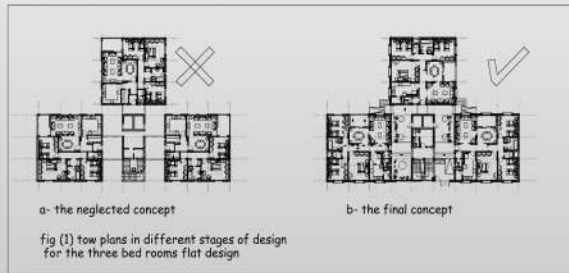 a- the neglected concept
b- the final concept
fig (1) tow plans in different stages of design
for the three bed rooms flat design